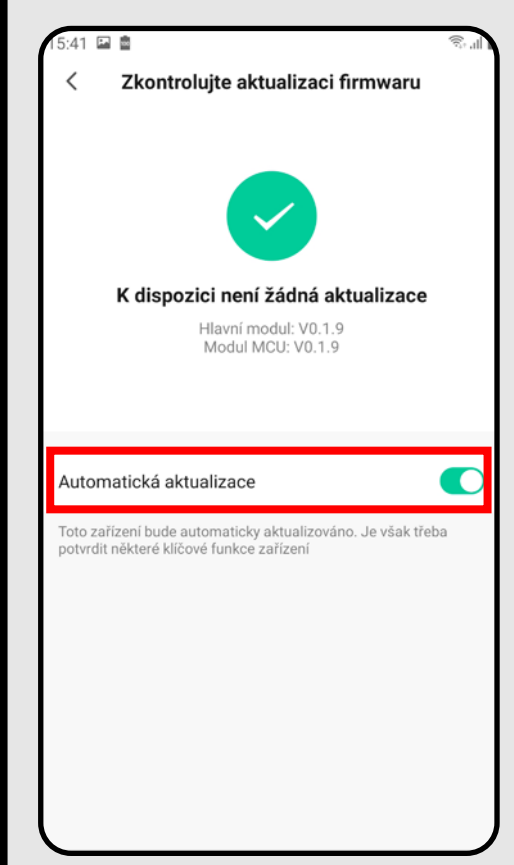 15:41
Zkontrolujte aktualizaci firmwaru
K dispozici není žádná aktualizace
Hlavní modul: V0.1.9
Modul MCU: V0.1.9
Automatická aktualizace
Toto zařízení bude automaticky aktualizováno. Je však třeba
potvrdit některé klíčové funkce zařízení